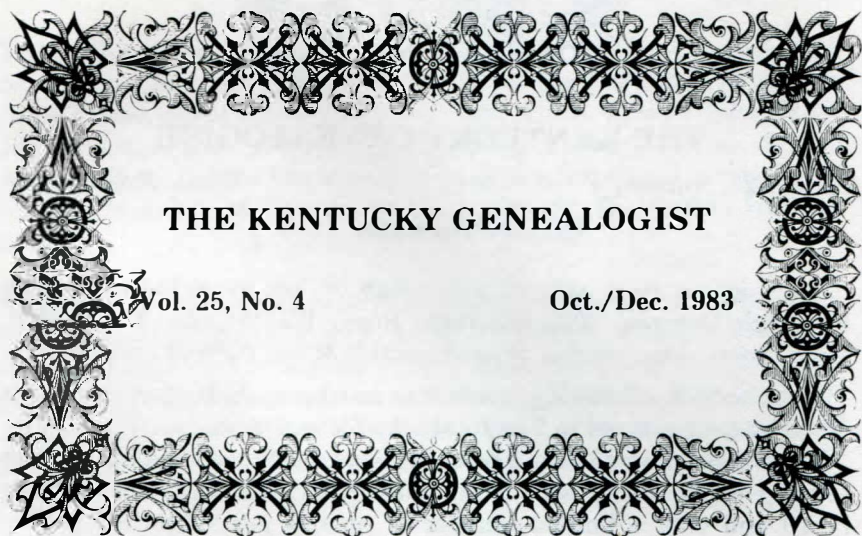 THE KENTUCKY GENEALOGIST
Vol. 25, No. 4 Oct./Dec. 1983